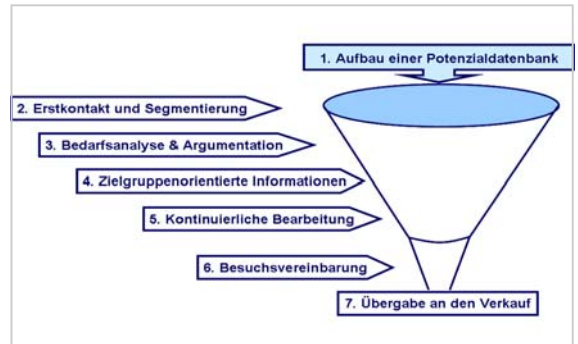 1. Aufbau einer Potenzialdatenbank
2. Erstkontakt und Segmentierung
3. Bedarfsanalyse & Argumentation
4. Zielgruppenorientierte Informationen
5. Kontinuierliche Bearbeitung
6. Besuchsvereinbarung
7. Übergabe an den Verkauf